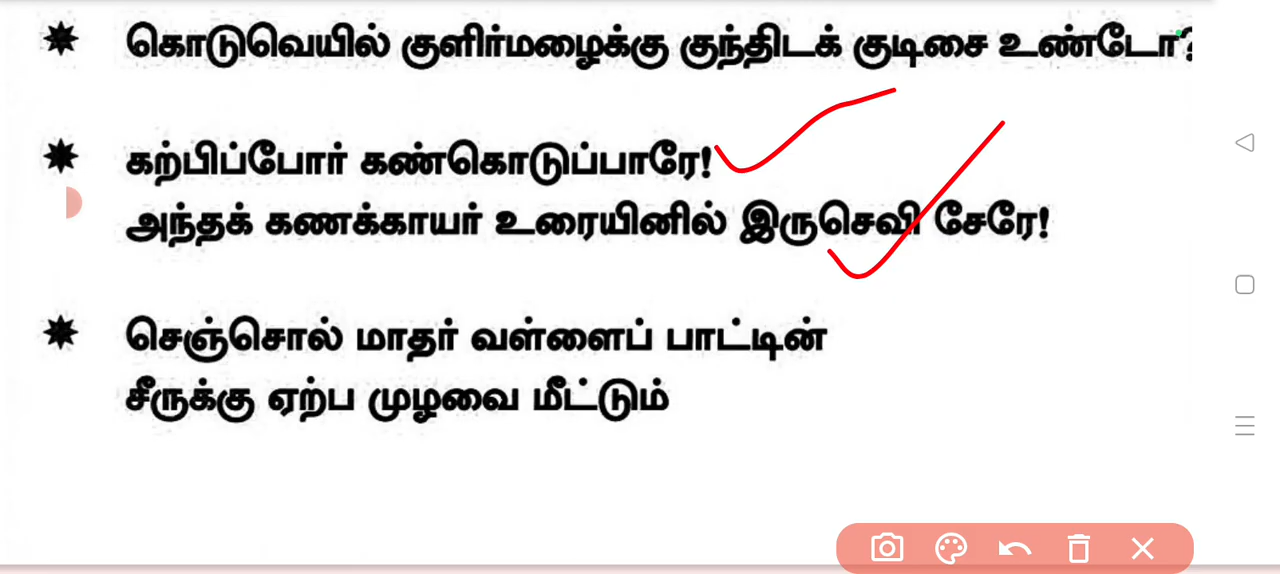 கொடுவெயில் குளிர்மழைக்கு குந்திடக் குடிசை உண்டோ?
கற்பிப்போர் கண்கொடுப்பாரே!
அந்தக் கணக்காயர் உரையினில் இருசெவி சேரே!
செஞ்சொல் மாதர் வள்ளைப் பாட்டின்
சீருக்கு ஏற்ப முழவை மீட்டும்